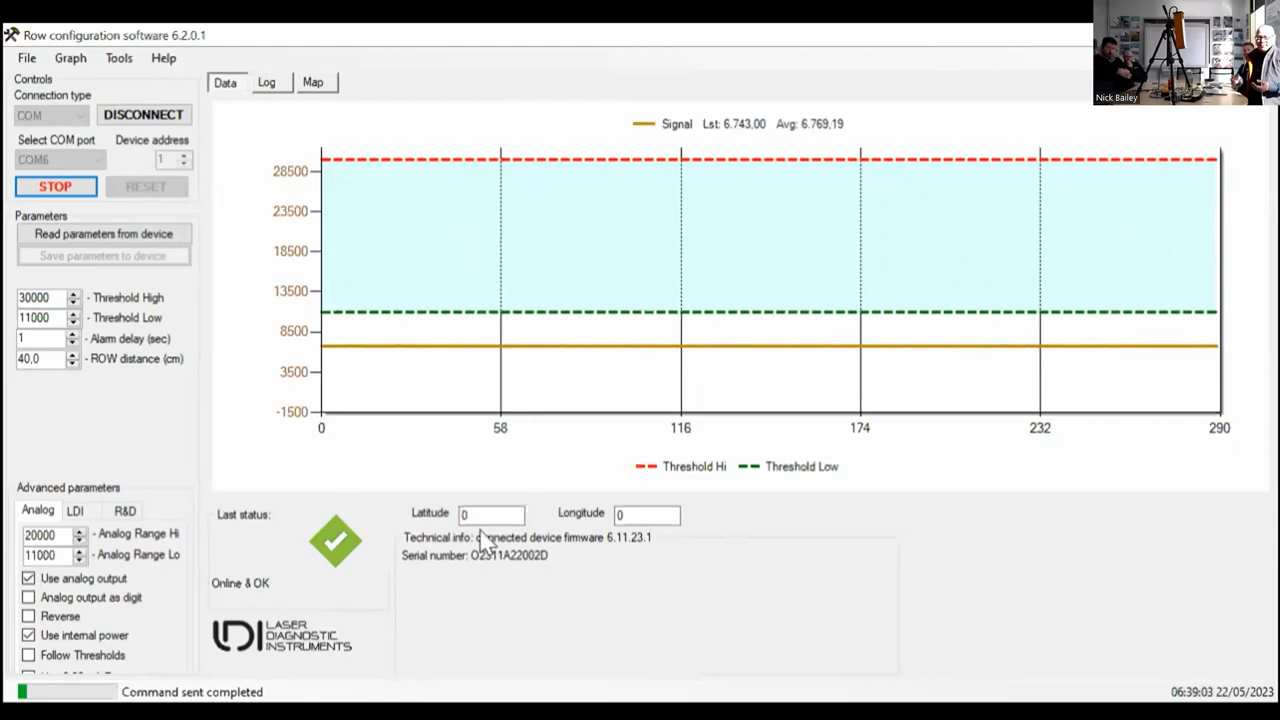 Row configuration software 6.2.0.1
File Graph Tools Help
Controls
Connection type
COM DISCONNECT
Select COM port Device address
COM6 1
STOP RESET
Parameters
Read parameters from device
Save parameters to device
30000 - Threshold High
11000 - Threshold Low
1 - Alarm delay (sec)
40,0 - ROW distance (cm)
Advanced parameters
Analog LDI R&D
20000 - Analog Range Hi
11000 - Analog Range Lo
Use analog output
Analog output as digit
Reverse
Use internal power
Follow Thresholds
Command sent completed
Data Log Map
Signal Lst: 6.743,00 Avg: 6.769,19
28500
23500
18500
13500
8500
3500
-1500
0 58 116 174 232 290
Threshold Hi Threshold Low
Last status:
Online & OK
LDI LASER
DIAGNOSTIC
INSTRUMENTS
Latitude 0 Longitude 0
Technical info: connected device firmware 6.11.23.1
Serial number: O2311A22002D
06:39:03 22/05/2023
Nick Bailey